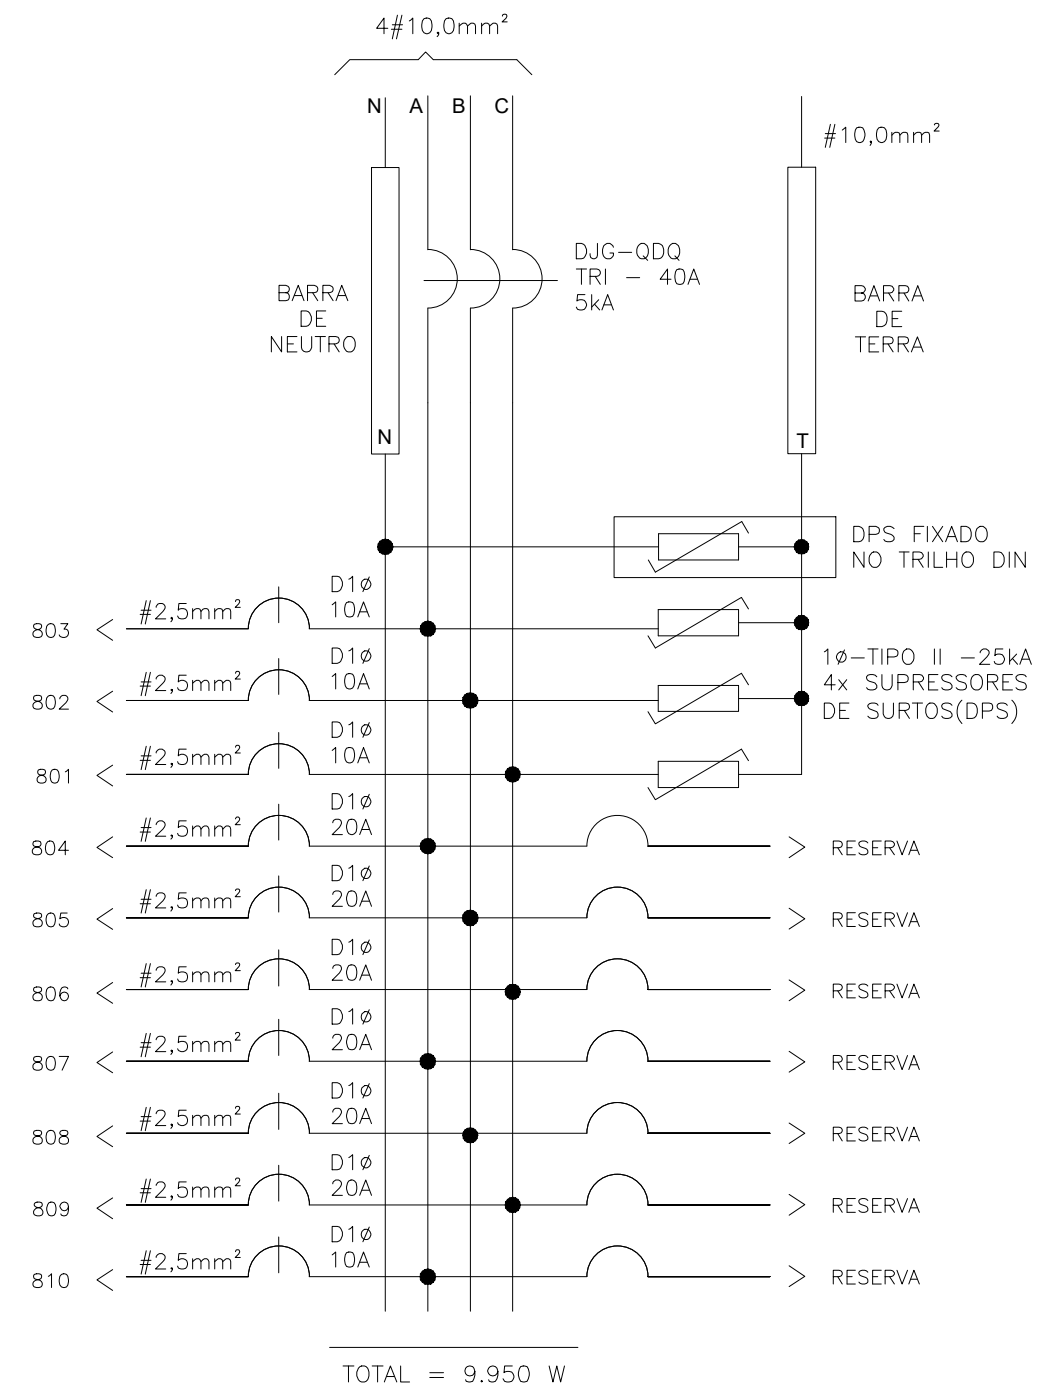 4#10,0mm²
N A B C
#10,0mm²
DJG-QDQ
TRI - 40A
5kA
BARRA
DE
NEUTRO
BARRA
DE
TERRA
N
T
DPS FIXADO
NO TRILHO DIN
803 #2,5mm² D1ø
10A
1ø-TIPO II -25kA
4x SUPRESSORES
DE SURTOS(DPS)
802 #2,5mm² D1ø
10A
801 #2,5mm² D1ø
10A
804 #2,5mm² D1ø
20A
RESERVA
805 #2,5mm² D1ø
20A
RESERVA
806 #2,5mm² D1ø
20A
RESERVA
807 #2,5mm² D1ø
20A
RESERVA
808 #2,5mm² D1ø
20A
RESERVA
809 #2,5mm² D1ø
20A
RESERVA
810 #2,5mm² D1ø
10A
RESERVA
TOTAL = 9.950 W